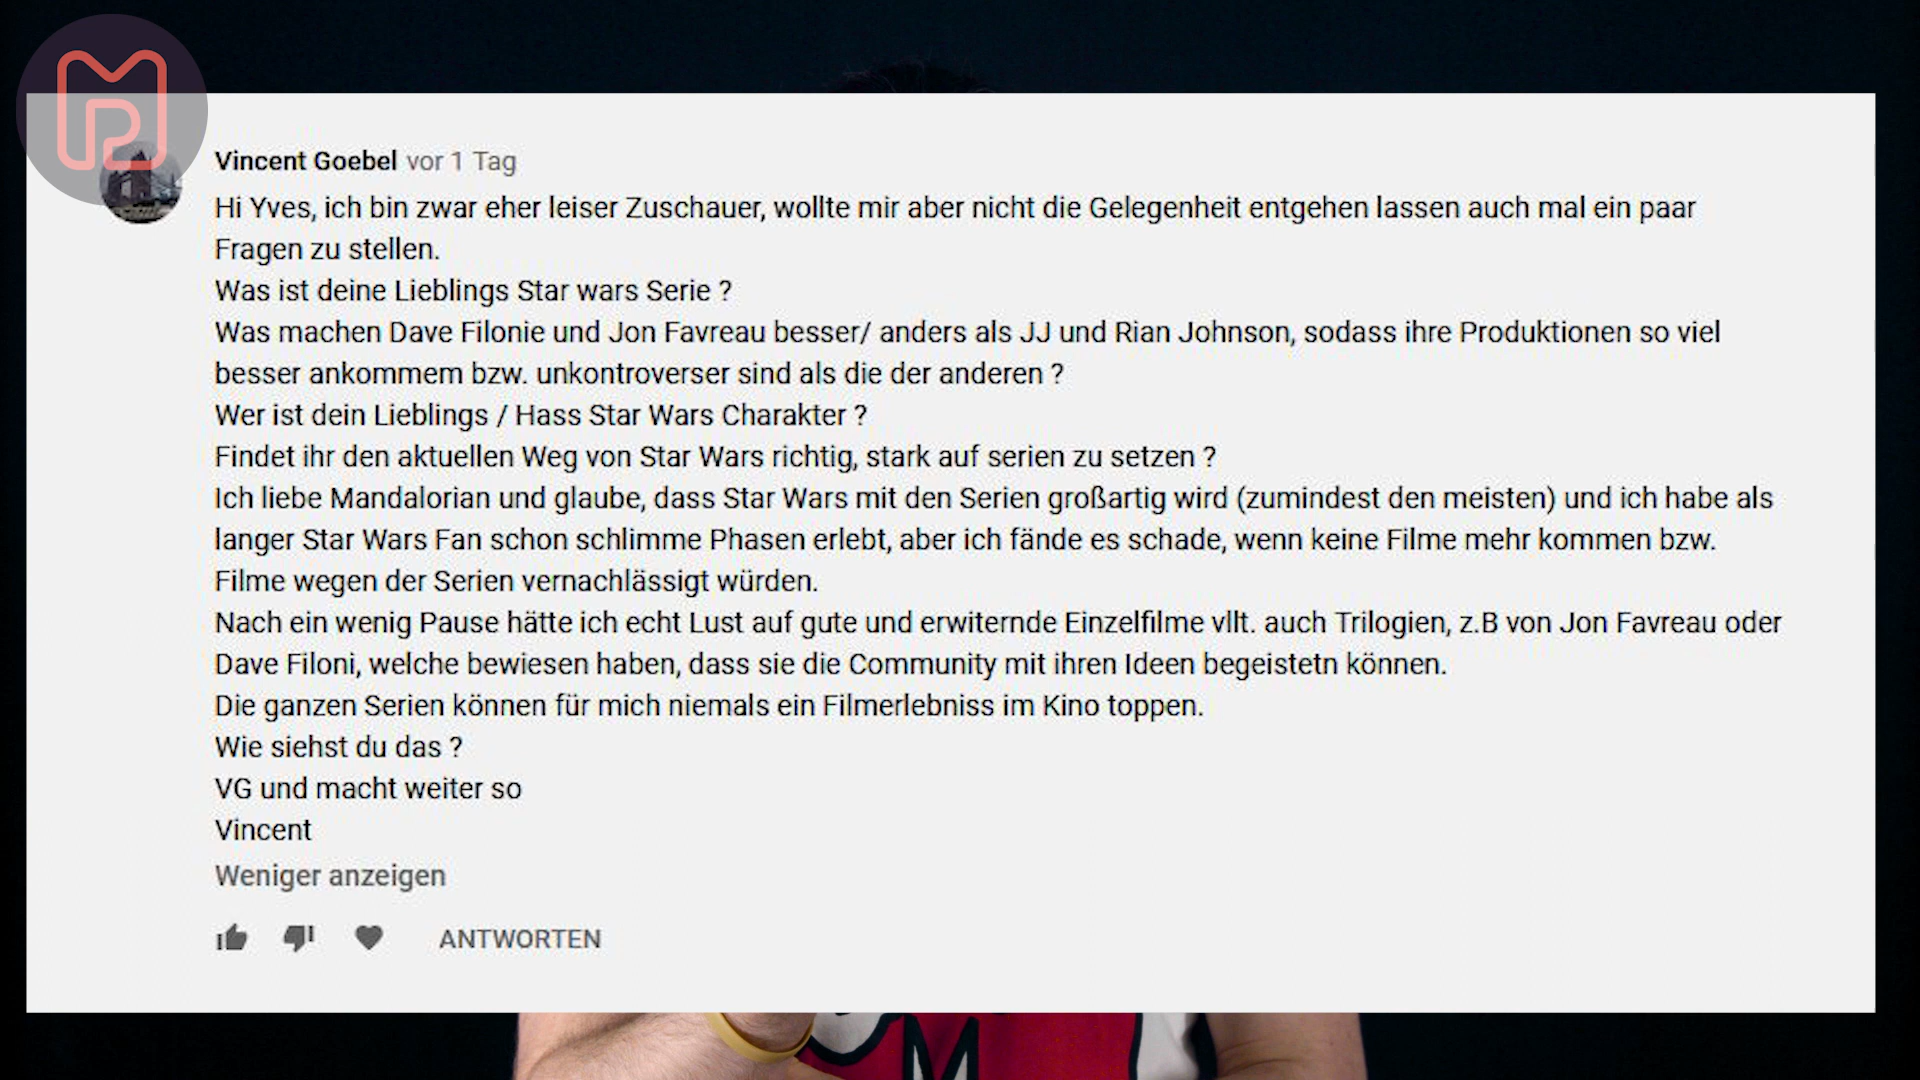 MP
Vincent Goebel vor 1 Tag
Hi Yves, ich bin zwar eher leiser Zuschauer, wollte mir aber nicht die Gelegenheit entgehen lassen auch mal ein paar
Fragen zu stellen.
Was ist deine Lieblings Star wars Serie ?
Was machen Dave Filonie und Jon Favreau besser/ anders als JJ und Rian Johnson, sodass ihre Produktionen so viel
besser ankommem bzw. unkontroverser sind als die der anderen ?
Wer ist dein Lieblings / Hass Star Wars Charakter ?
Findet ihr den aktuellen Weg von Star Wars richtig, stark auf serien zu setzen ?
Ich liebe Mandalorian und glaube, dass Star Wars mit den Serien großartig wird (zumindest den meisten) und ich habe als
langer Star Wars Fan schon schlimme Phasen erlebt, aber ich fände es schade, wenn keine Filme mehr kommen bzw.
Filme wegen der Serien vernachlässigt würden.
Nach ein wenig Pause hätte ich echt Lust auf gute und erwiternde Einzelfilme vllt. auch Trilogien, z.B von Jon Favreau oder
Dave Filoni, welche bewiesen haben, dass sie die Community mit ihren Ideen begeistetn können.
Die ganzen Serien können für mich niemals ein Filmerlebniss im Kino toppen.
Wie siehst du das ?
VG und macht weiter so
Vincent
Weniger anzeigen
ANTWORTEN
M